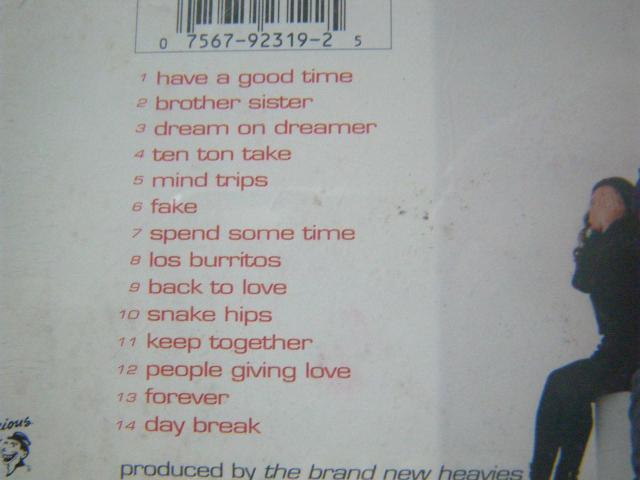 0 7567-92319-2 5
1 have a good time
2 brother sister
3 dream on dreamer
4 ten ton take
5 mind trips
6 fake
7 spend some time
8 los burritos
9 back to love
10 snake hips
11 keep together
12 people giving love
13 forever
14 day break
cious
produced by the brand new heavies